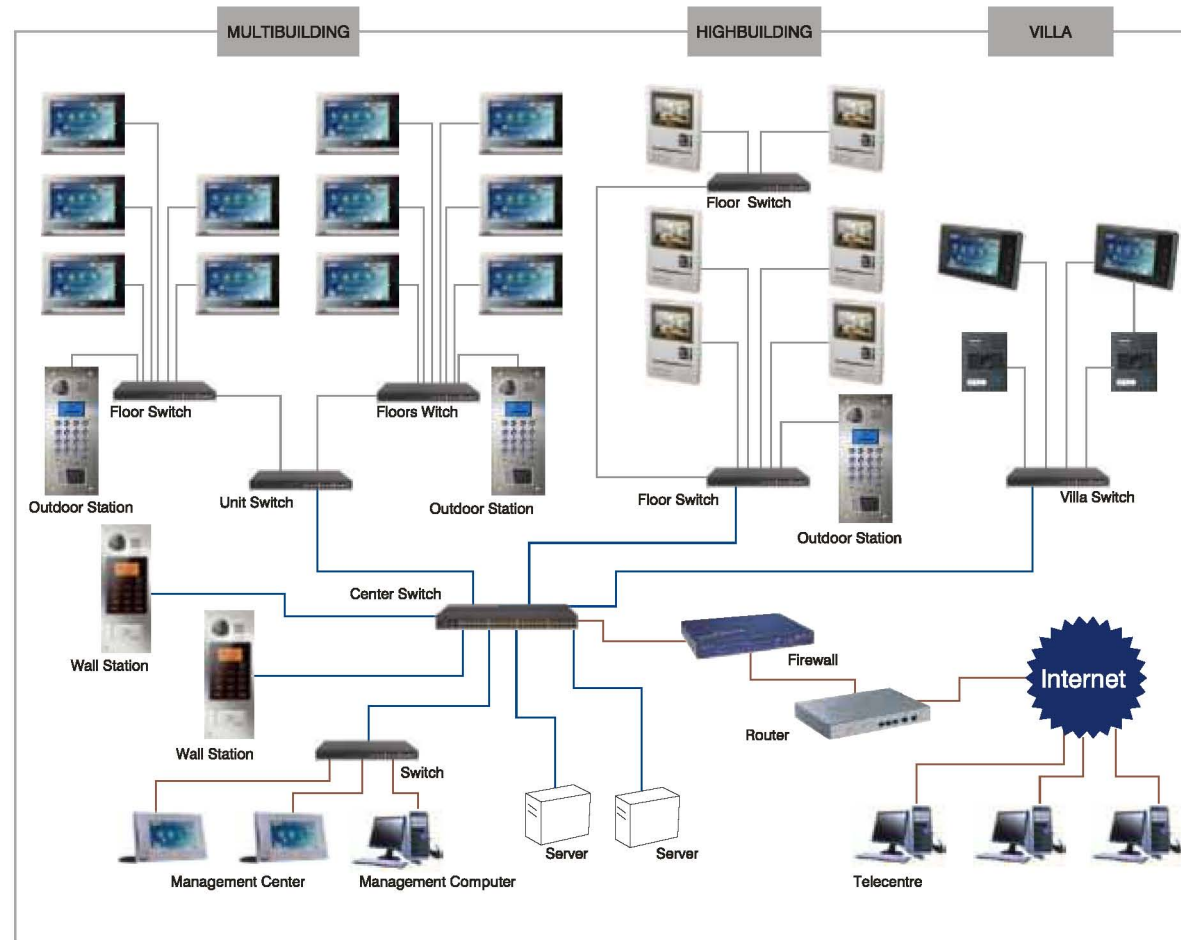 MULTIBUILDING
HIGHBUILDING
VILLA
Floor Switch
Floor Switch
Floors Witch
Outdoor Station
Unit Switch
Outdoor Station
Floor Switch
Villa Switch
Outdoor Station
Center Switch
Wall Station
Firewall
Internet
Router
Wall Station
Switch
Server
Server
Management Center
Management Computer
Telecentre